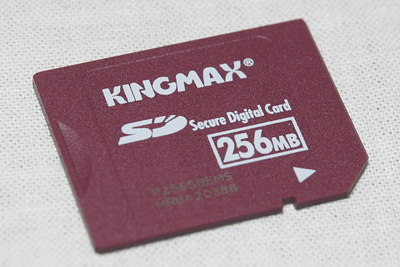 KINGMAX®
SD Secure Digital Card
256MB